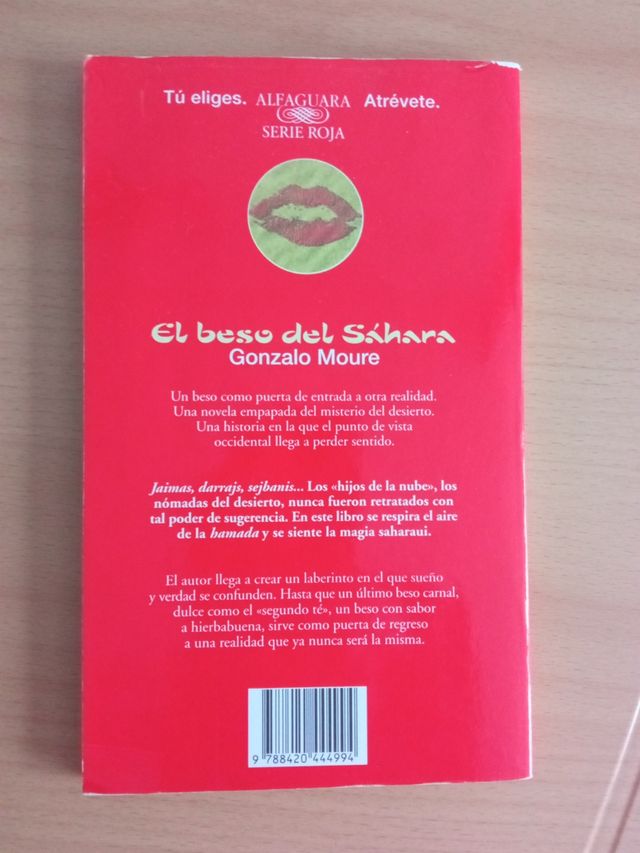 Tú eliges. ALFAGUARA Atrévete.
SERIE ROJA
El beso del Sáhara
Gonzalo Moure
Un beso como puerta de entrada a otra realidad.
Una novela empapada del misterio del desierto.
Una historia en la que el punto de vista
occidental llega a perder sentido.
Jaimas, darrajs, sejbanis... Los «hijos de la nube», los
nómadas del desierto, nunca fueron retratados con
tal poder de sugerencia. En este libro se respira el aire
de la hamada y se siente la magia saharaui.
El autor llega a crear un laberinto en el que sueño
y verdad se confunden. Hasta que un último beso carnal,
dulce como el «segundo té», un beso con sabor
a hierbabuena, sirve como puerta de regreso
a una realidad que ya nunca será la misma.
9 788420 444994